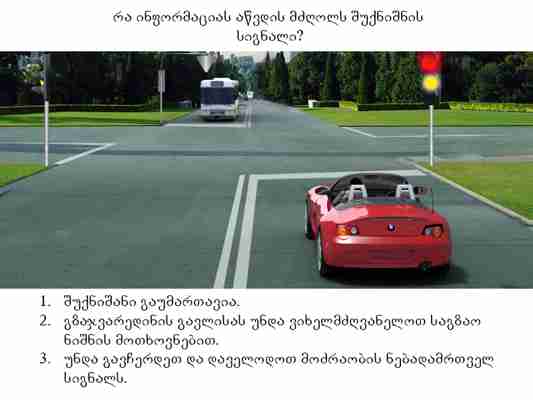 რა ინფორმაციას აწვდის მძღოლს შუქნიშნის
სიგნალი?
1. შუქნიშანი გაუმართავია.
2. გზაჯვარედინის გავლისას უნდა ვიხელმძღვანელოთ საგზაო
ნიშნის მოთხოვნებით.
3. უნდა გავჩერდეთ და დაველოდოთ მოძრაობის ნებადამრთველ
სიგნალს.